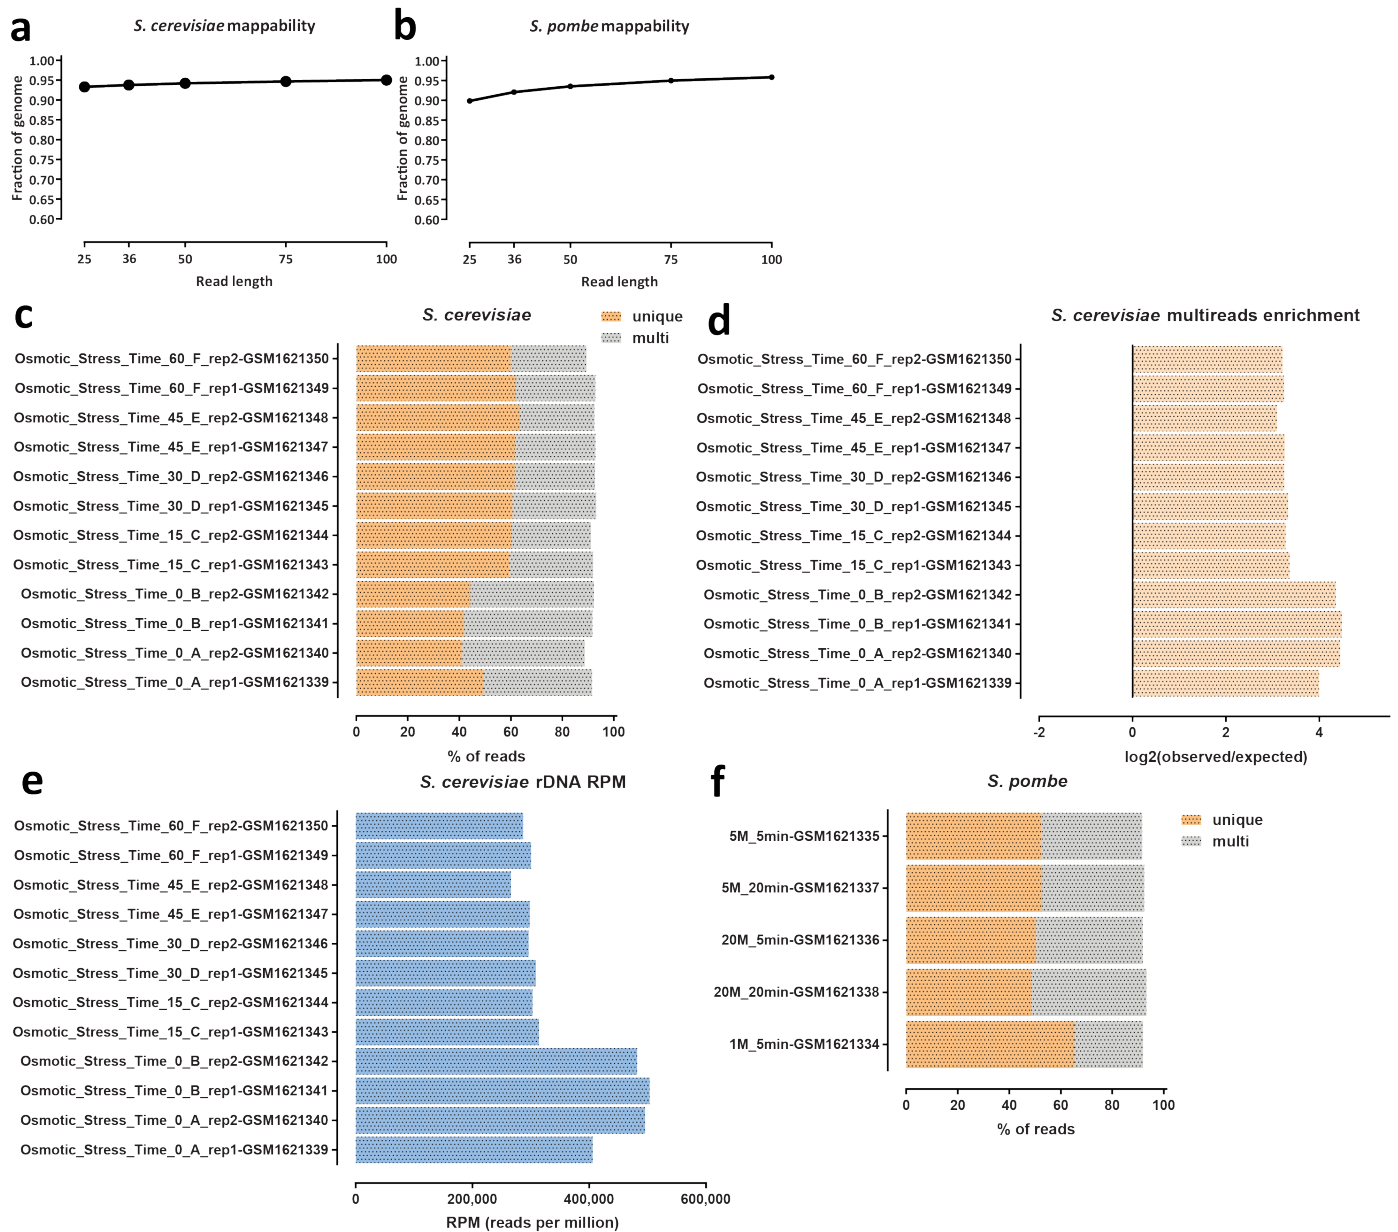 a
S. cerevisiae mappability
Fraction of genome
1.00
0.95
0.90
0.85
0.80
0.75
0.70
0.65
0.60
25 36 50 75 100
Read length
b
S. pombe mappability
Fraction of genome
1.00
0.95
0.90
0.85
0.80
0.75
0.70
0.65
0.60
25 36 50 75 100
Read length
c
S. cerevisiae
unique
multi
Osmotic_Stress_Time_60_F_rep2-GSM1621350
Osmotic_Stress_Time_60_F_rep1-GSM1621349
Osmotic_Stress_Time_45_E_rep2-GSM1621348
Osmotic_Stress_Time_45_E_rep1-GSM1621347
Osmotic_Stress_Time_30_D_rep2-GSM1621346
Osmotic_Stress_Time_30_D_rep1-GSM1621345
Osmotic_Stress_Time_15_C_rep2-GSM1621344
Osmotic_Stress_Time_15_C_rep1-GSM1621343
Osmotic_Stress_Time_0_B_rep2-GSM1621342
Osmotic_Stress_Time_0_B_rep1-GSM1621341
Osmotic_Stress_Time_0_A_rep2-GSM1621340
Osmotic_Stress_Time_0_A_rep1-GSM1621339
0 20 40 60 80 100
% of reads
d
S. cerevisiae multireads enrichment
Osmotic_Stress_Time_60_F_rep2-GSM1621350
Osmotic_Stress_Time_60_F_rep1-GSM1621349
Osmotic_Stress_Time_45_E_rep2-GSM1621348
Osmotic_Stress_Time_45_E_rep1-GSM1621347
Osmotic_Stress_Time_30_D_rep2-GSM1621346
Osmotic_Stress_Time_30_D_rep1-GSM1621345
Osmotic_Stress_Time_15_C_rep2-GSM1621344
Osmotic_Stress_Time_15_C_rep1-GSM1621343
Osmotic_Stress_Time_0_B_rep2-GSM1621342
Osmotic_Stress_Time_0_B_rep1-GSM1621341
Osmotic_Stress_Time_0_A_rep2-GSM1621340
Osmotic_Stress_Time_0_A_rep1-GSM1621339
-2 0 2 4
log2(observed/expected)
e
S. cerevisiae rDNA RPM
Osmotic_Stress_Time_60_F_rep2-GSM1621350
Osmotic_Stress_Time_60_F_rep1-GSM1621349
Osmotic_Stress_Time_45_E_rep2-GSM1621348
Osmotic_Stress_Time_45_E_rep1-GSM1621347
Osmotic_Stress_Time_30_D_rep2-GSM1621346
Osmotic_Stress_Time_30_D_rep1-GSM1621345
Osmotic_Stress_Time_15_C_rep2-GSM1621344
Osmotic_Stress_Time_15_C_rep1-GSM1621343
Osmotic_Stress_Time_0_B_rep2-GSM1621342
Osmotic_Stress_Time_0_B_rep1-GSM1621341
Osmotic_Stress_Time_0_A_rep2-GSM1621340
Osmotic_Stress_Time_0_A_rep1-GSM1621339
0 200,000 400,000 600,000
RPM (reads per million)
f
S. pombe
unique
multi
5M_5min-GSM1621335
5M_20min-GSM1621337
20M_5min-GSM1621336
20M_20min-GSM1621338
1M_5min-GSM1621334
0 20 40 60 80 100
% of reads